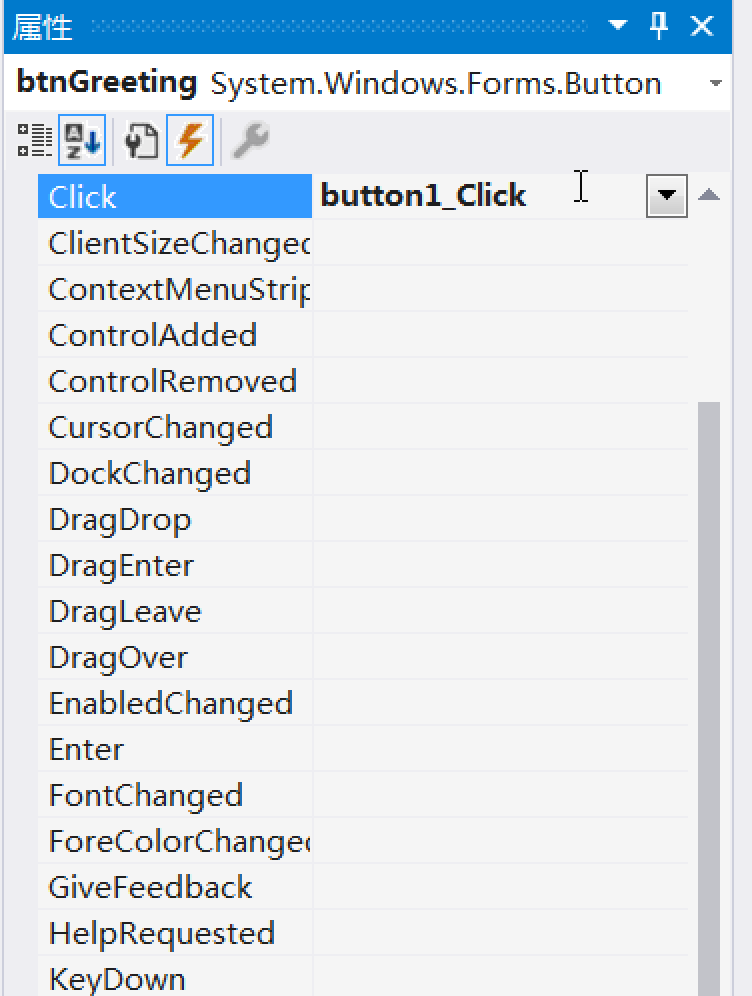 属性
btnGreeting System.Windows.Forms.Button
Click button1_Click
ClientSizeChanged
ContextMenuStrip
ControlAdded
ControlRemoved
CursorChanged
DockChanged
DragDrop
DragEnter
DragLeave
DragOver
EnabledChanged
Enter
FontChanged
ForeColorChanged
GiveFeedback
HelpRequested
KeyDown